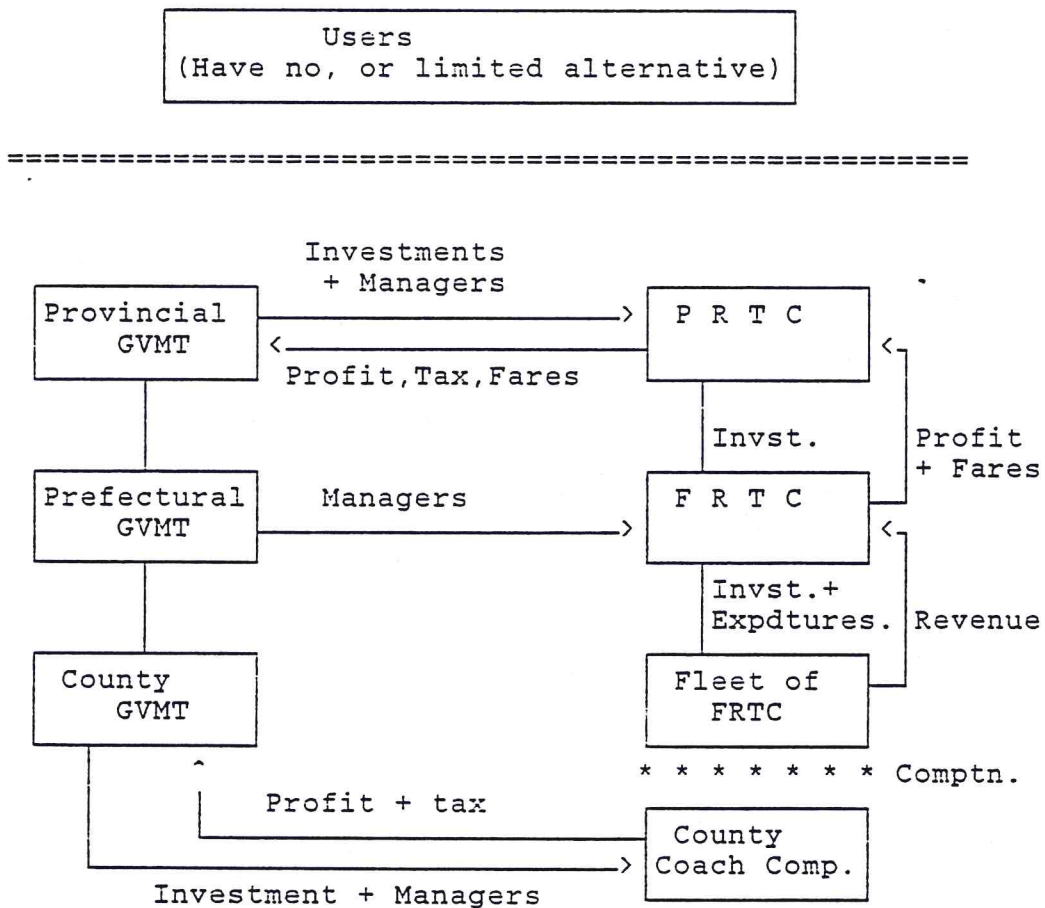 Users
(Have no, or limited alternative)
Investments
+ Managers
Provincial
GVMT
P R T C
Profit,Tax,Fares
Invst.
Profit
+ Fares
Prefectural
GVMT
Managers
F R T C
Invst.+
Expdtures.
Revenue
County
GVMT
Fleet of
FRTC
* * * * * * * Comptn.
Profit + tax
County
Coach Comp.
Investment + Managers